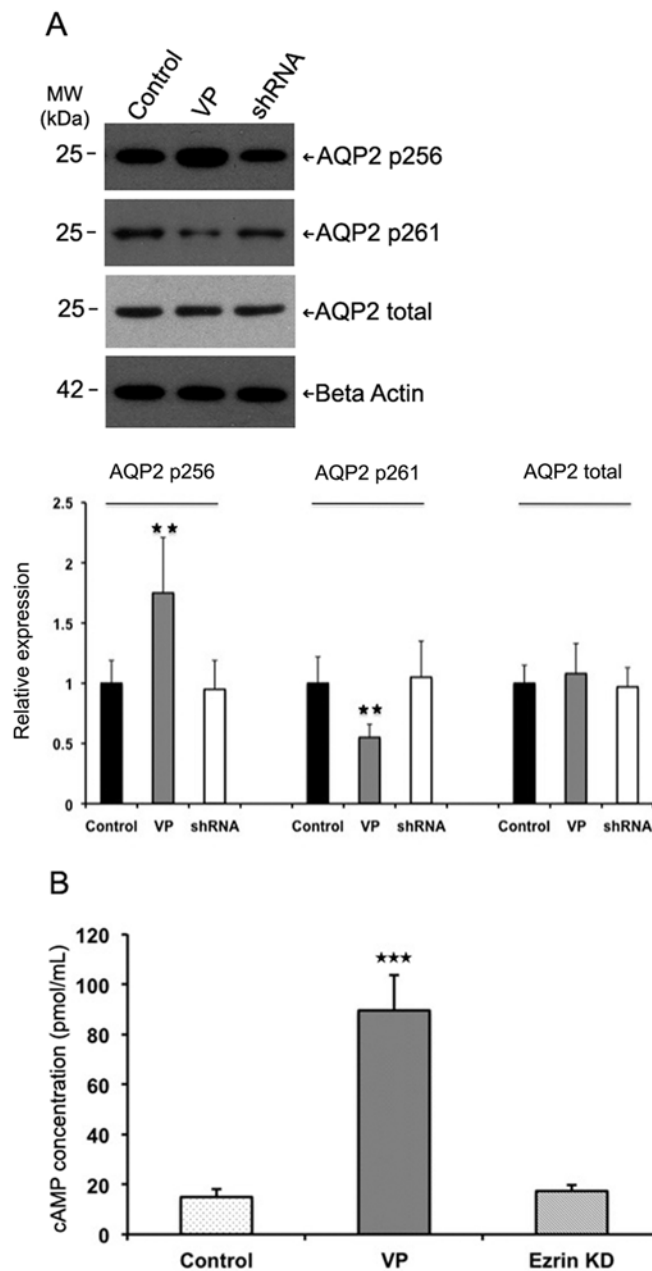 A
MW
(kDa)
Control VP shRNA
25 – ←AQP2 p256
25 – ←AQP2 p261
25 – ←AQP2 total
42 – ←Beta Actin
AQP2 p256 AQP2 p261 AQP2 total
Relative expression
2.5
2
1.5
1
0.5
0
★★
★★
Control VP shRNA Control VP shRNA Control VP shRNA
B
cAMP concentration (pmol/mL)
120
100
80
60
40
20
0
★★★
Control VP Ezrin KD